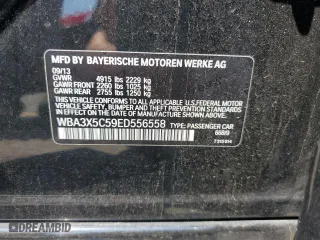 MFD BY BAYERISCHE MOTOREN WERKE AG
09/13
GVWR 4915 lbs 2229 kg
GAWR FRONT 2260 lbs 1025 kg
GAWR REAR 2755 lbs 1250 kg
THIS VEHICLE CONFORMS TO ALL APPLICABLE U.S.FEDERAL MOTOR
VEHICLE SAFETY, BUMPER AND THEFT PREVENTION STANDARDS IN
EFFECT ON THE DATE OF MANUFACTURE SHOWN ABOVE.
WBA3X5C59ED556558 TYPE: PASSENGER CAR
DREAMBID